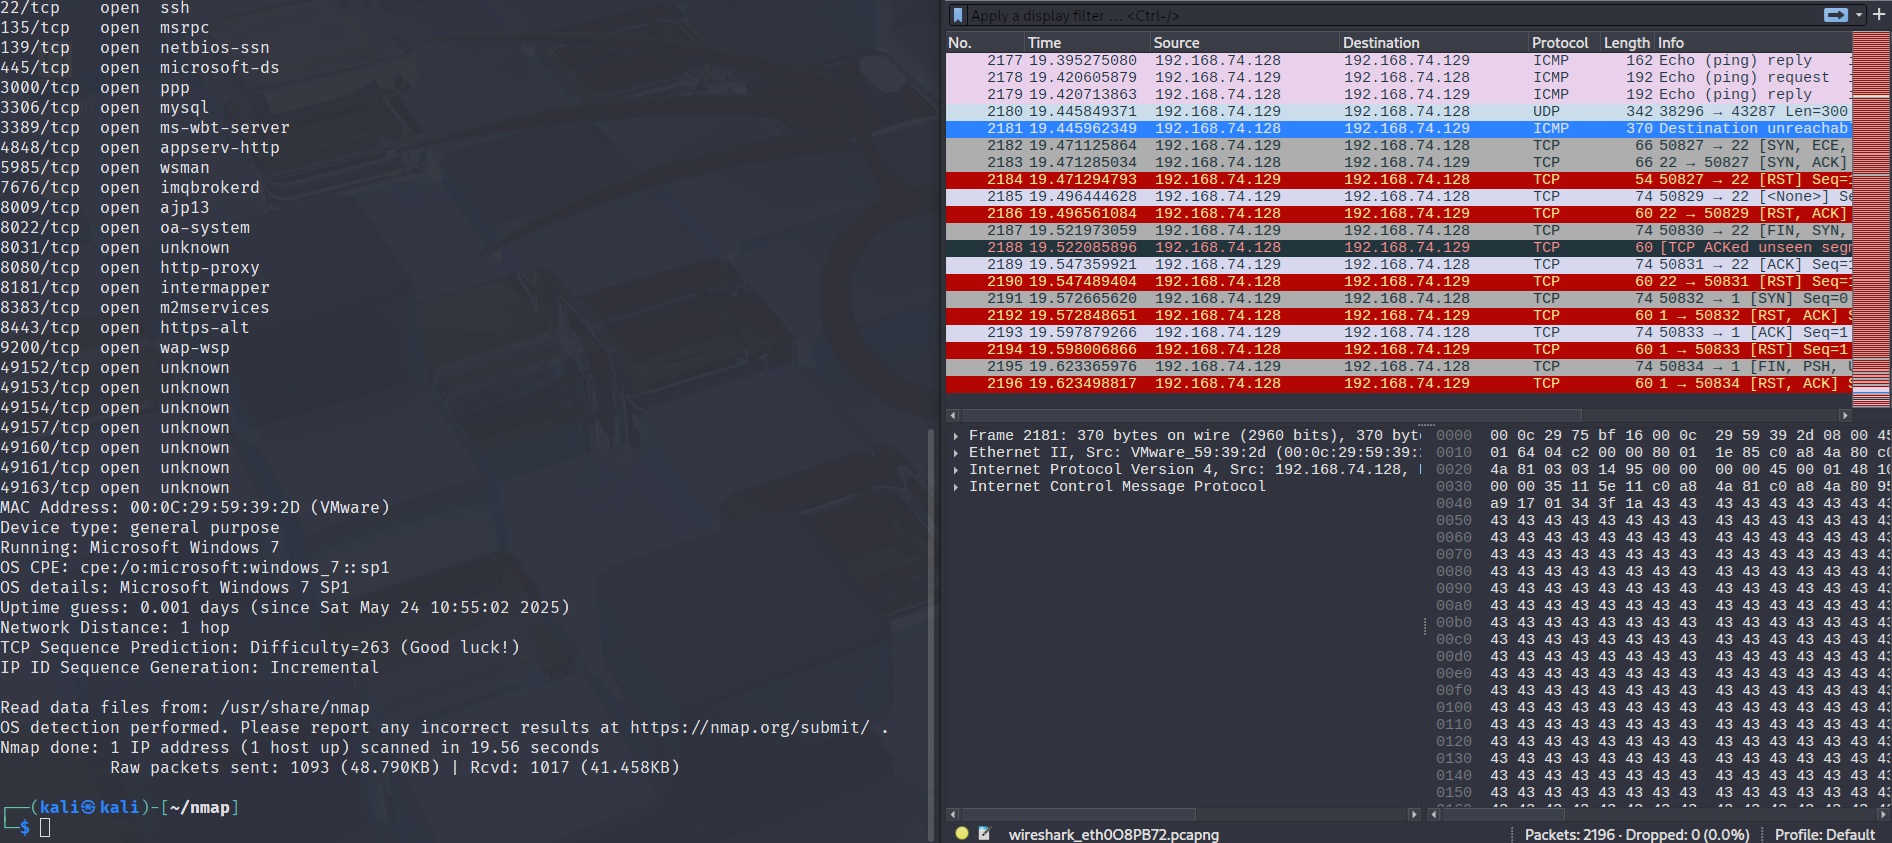 22/tcp    open  ssh
135/tcp   open  msrpc
139/tcp   open  netbios-ssn
445/tcp   open  microsoft-ds
3000/tcp  open  ppp
3306/tcp  open  mysql
3389/tcp  open  ms-wbt-server
4848/tcp  open  appserv-http
5985/tcp  open  wsman
7676/tcp  open  imqbrokerd
8009/tcp  open  ajp13
8022/tcp  open  oa-system
8031/tcp  open  unknown
8080/tcp  open  http-proxy
8181/tcp  open  intermapper
8383/tcp  open  m2mservices
8443/tcp  open  https-alt
9200/tcp  open  wap-wsp
49152/tcp open  unknown
49153/tcp open  unknown
49154/tcp open  unknown
49157/tcp open  unknown
49160/tcp open  unknown
49161/tcp open  unknown
49163/tcp open  unknown
MAC Address: 00:0C:29:59:39:2D (VMware)
Device type: general purpose
Running: Microsoft Windows 7
OS CPE: cpe:/o:microsoft:windows_7::sp1
OS details: Microsoft Windows 7 SP1
Uptime guess: 0.001 days (since Sat May 24 10:55:02 2025)
Network Distance: 1 hop
TCP Sequence Prediction: Difficulty=263 (Good luck!)
IP ID Sequence Generation: Incremental
Read data files from: /usr/share/nmap
OS detection performed. Please report any incorrect results at https://nmap.org/submit/ .
Nmap done: 1 IP address (1 host up) scanned in 19.56 seconds
Raw packets sent: 1093 (48.790KB) | Rcvd: 1017 (41.458KB)
(kali㉿kali)-[~/nmap]
$
Apply a display filter … <Ctrl-/>
No. Time Source Destination Protocol Length Info
2177 19.395275080 192.168.74.128 192.168.74.129 ICMP 162 Echo (ping) reply
2178 19.420605879 192.168.74.129 192.168.74.128 ICMP 192 Echo (ping) request
2179 19.420713863 192.168.74.128 192.168.74.129 ICMP 192 Echo (ping) reply
2180 19.445849371 192.168.74.129 192.168.74.128 UDP 342 38296 → 43287 Len=300
2181 19.445962349 192.168.74.128 192.168.74.129 ICMP 370 Destination unreachab
2182 19.471125864 192.168.74.129 192.168.74.128 TCP 66 50827 → 22 [SYN, ECE,
2183 19.471285034 192.168.74.128 192.168.74.129 TCP 66 22 → 50827 [SYN, ACK]
2184 19.471294793 192.168.74.129 192.168.74.128 TCP 54 50827 → 22 [RST] Seq=1
2185 19.496444628 192.168.74.129 192.168.74.128 TCP 74 50829 → 22 [<None>] Se
2186 19.496561084 192.168.74.128 192.168.74.129 TCP 60 22 → 50829 [RST, ACK]
2187 19.521973059 192.168.74.129 192.168.74.128 TCP 74 50830 → 22 [FIN, SYN,
2188 19.522085896 192.168.74.128 192.168.74.129 TCP 60 [TCP ACKed unseen segm
2189 19.547359921 192.168.74.129 192.168.74.128 TCP 74 50831 → 22 [ACK] Seq=1
2190 19.547489404 192.168.74.128 192.168.74.129 TCP 60 22 → 50831 [RST] Seq=1
2191 19.572665620 192.168.74.129 192.168.74.128 TCP 74 50832 → 1 [SYN] Seq=0
2192 19.572848651 192.168.74.128 192.168.74.129 TCP 60 1 → 50832 [RST, ACK] S
2193 19.597879266 192.168.74.129 192.168.74.128 TCP 74 50833 → 1 [ACK] Seq=1
2194 19.598006866 192.168.74.128 192.168.74.129 TCP 60 1 → 50833 [RST] Seq=1
2195 19.623365976 192.168.74.129 192.168.74.128 TCP 74 50834 → 1 [FIN, PSH, U
2196 19.623498817 192.168.74.128 192.168.74.129 TCP 60 1 → 50834 [RST, ACK] S
Frame 2181: 370 bytes on wire (2960 bits), 370 byt
Ethernet II, Src: VMware_59:39:2d (00:0c:29:59:39:
Internet Protocol Version 4, Src: 192.168.74.128,
Internet Control Message Protocol
0000 00 0c 29 75 bf 16 00 0c 29 59 39 2d 08 00 45
0010 01 64 04 c2 00 00 80 01 1e 85 c0 a8 4a 80 c0
0020 4a 81 03 03 14 95 00 00 00 00 45 00 01 48 10
0030 00 00 35 11 5e 11 c0 a8 4a 81 c0 a8 4a 80 95
0040 a9 17 01 34 3f 1a 43 43 43 43 43 43 43 43 43
0050 43 43 43 43 43 43 43 43 43 43 43 43 43 43 43
0060 43 43 43 43 43 43 43 43 43 43 43 43 43 43 43
0070 43 43 43 43 43 43 43 43 43 43 43 43 43 43 43
0080 43 43 43 43 43 43 43 43 43 43 43 43 43 43 43
0090 43 43 43 43 43 43 43 43 43 43 43 43 43 43 43
00a0 43 43 43 43 43 43 43 43 43 43 43 43 43 43 43
00b0 43 43 43 43 43 43 43 43 43 43 43 43 43 43 43
00c0 43 43 43 43 43 43 43 43 43 43 43 43 43 43 43
00d0 43 43 43 43 43 43 43 43 43 43 43 43 43 43 43
00e0 43 43 43 43 43 43 43 43 43 43 43 43 43 43 43
00f0 43 43 43 43 43 43 43 43 43 43 43 43 43 43 43
0100 43 43 43 43 43 43 43 43 43 43 43 43 43 43 43
0110 43 43 43 43 43 43 43 43 43 43 43 43 43 43 43
0120 43 43 43 43 43 43 43 43 43 43 43 43 43 43 43
0130 43 43 43 43 43 43 43 43 43 43 43 43 43 43 43
0140 43 43 43 43 43 43 43 43 43 43 43 43 43 43 43
0150 43 43 43 43 43 43 43 43 43 43 43 43 43 43 43
wireshark_eth0O8PB72.pcapng
Packets: 2196 · Dropped: 0 (0.0%)
Profile: Default